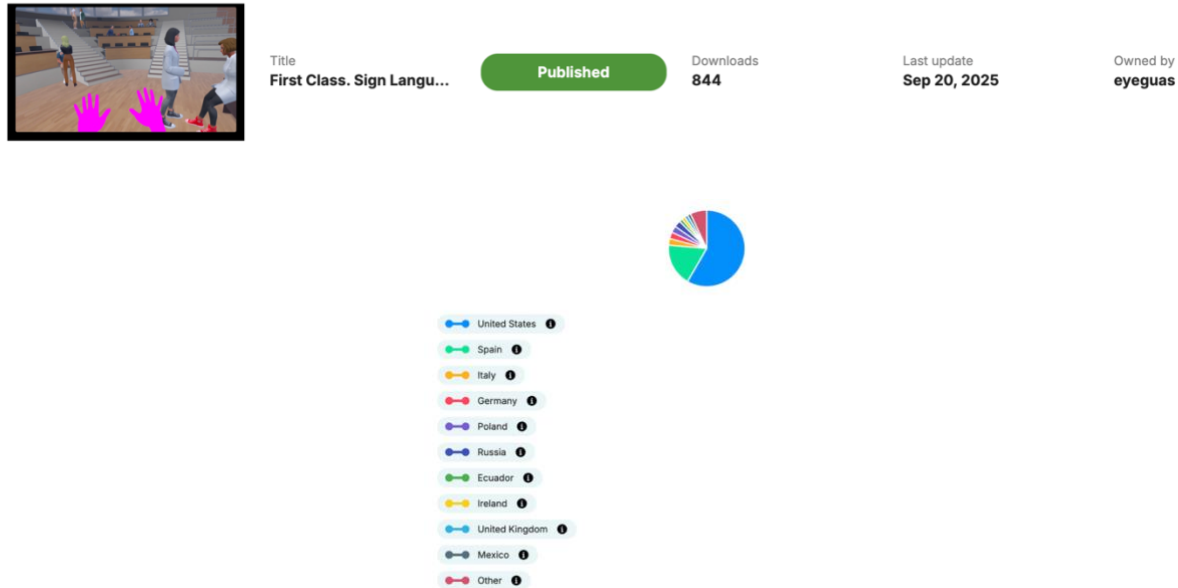 Title
First Class. Sign Langu...
Published
Downloads
844
Last update
Sep 20, 2025
Owned by
eyeguas
United States
Spain
Italy
Germany
Poland
Russia
Ecuador
Ireland
United Kingdom
Mexico
Other